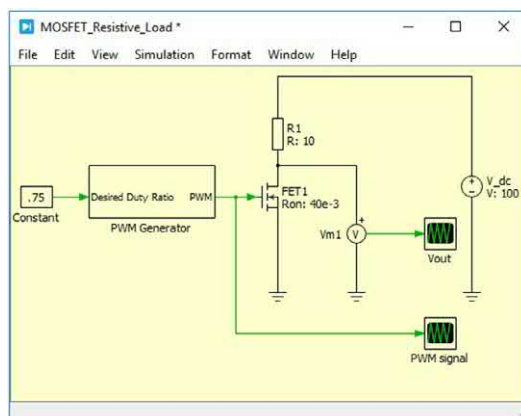 MOSFET_Resistive_Load *
File Edit View Simulation Format Window Help
R1
R: 10
V_dc
V: 100
.75
Constant
Desired Duty Ratio PWM
PWM Generator
FET1
Ron: 40e-3
Vm1
V
Vout
PWM signal